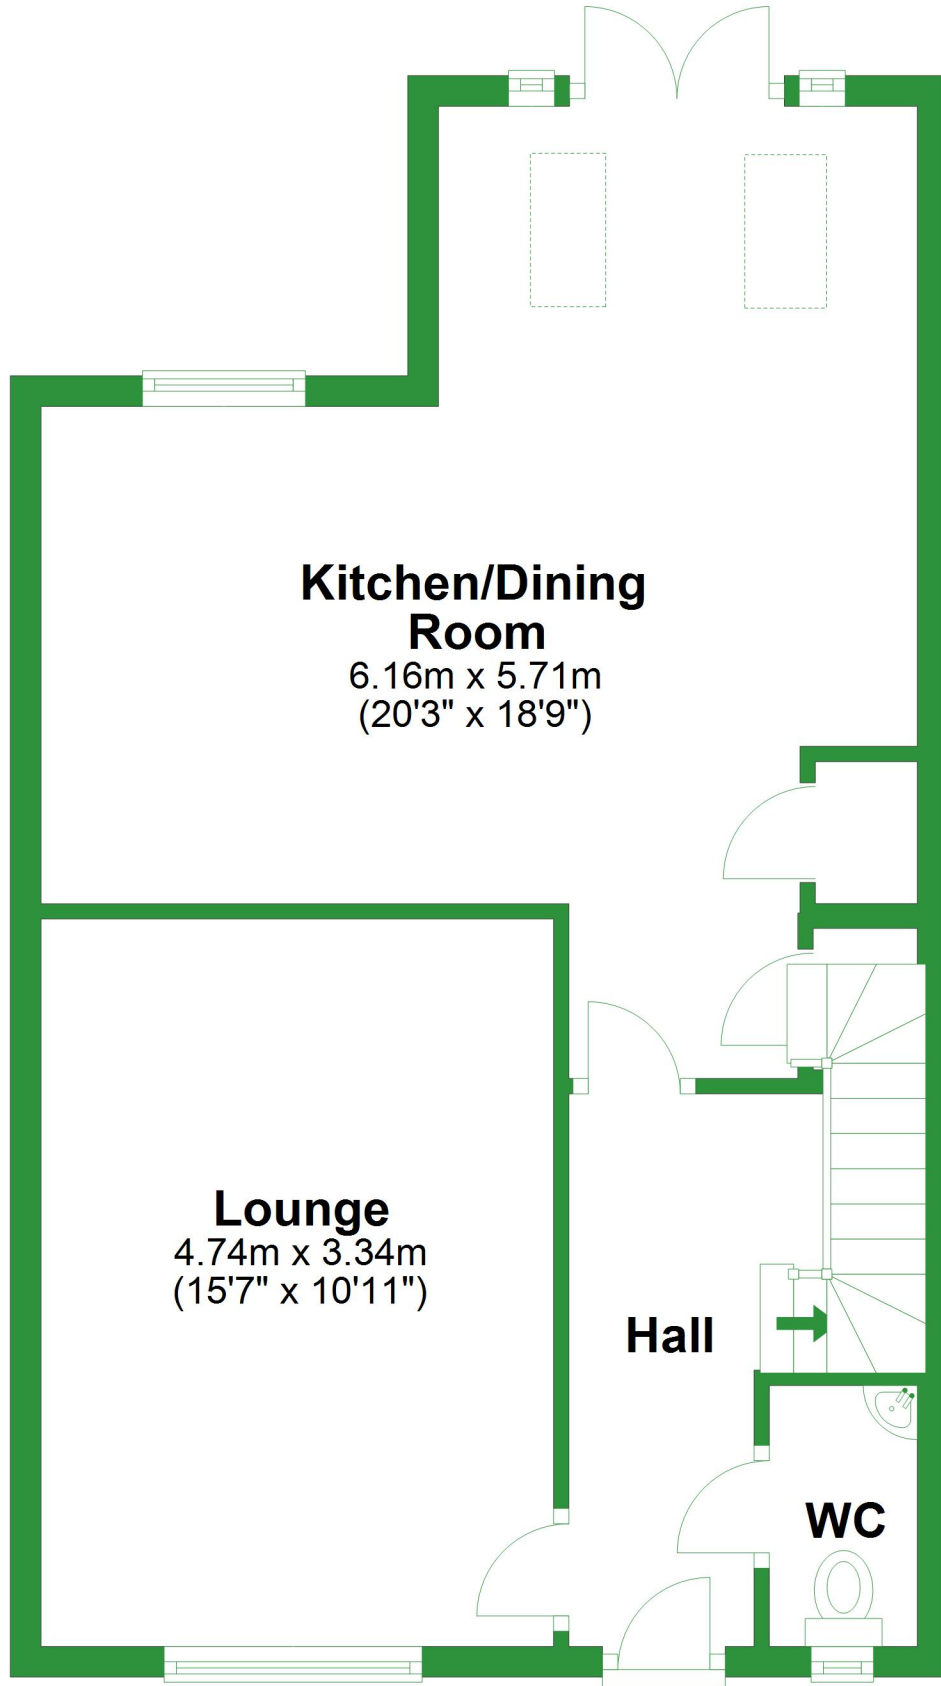 Kitchen/Dining
Room
6.16m x 5.71m
(20'3" x 18'9")
Lounge
4.74m x 3.34m
(15'7" x 10'11")
Hall
WC